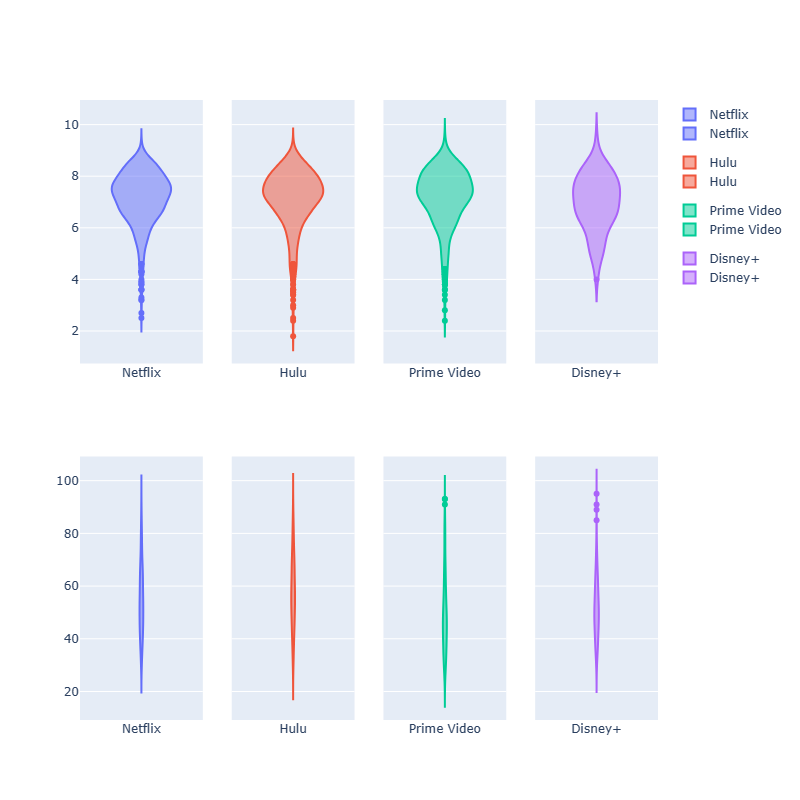 10
8
6
4
2
Netflix
Hulu
Prime Video
Disney+
Netflix
Netflix
Hulu
Hulu
Prime Video
Prime Video
Disney+
Disney+
100
80
60
40
20
Netflix
Hulu
Prime Video
Disney+